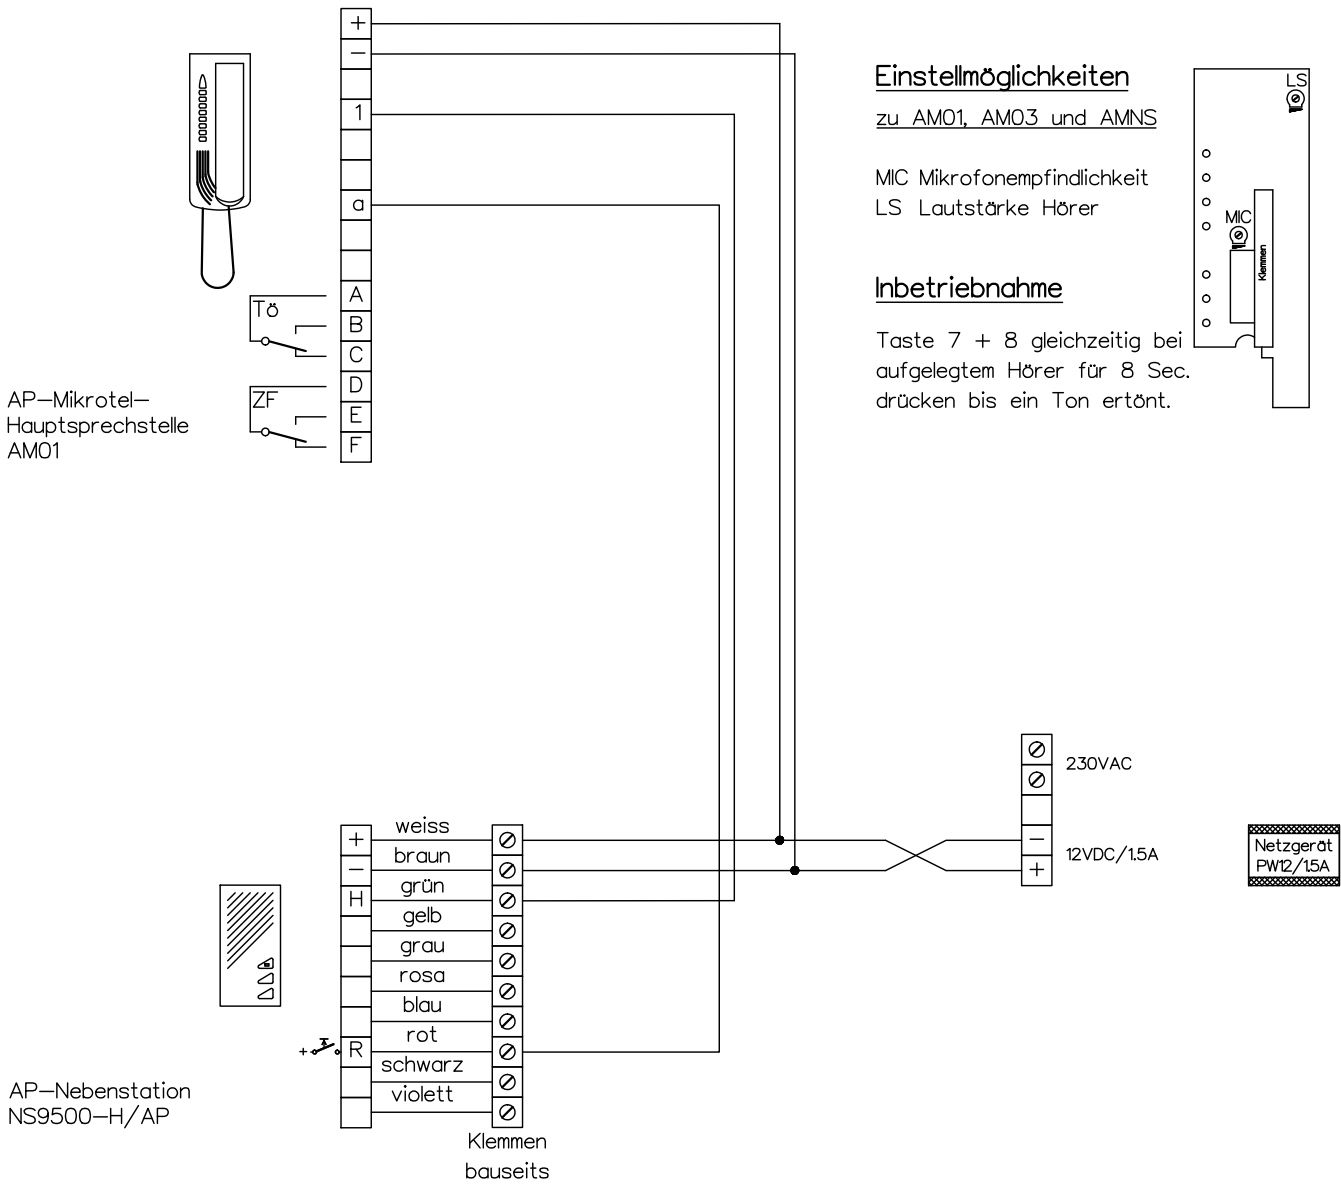 +
−
1
a
A
B
C
D
E
F
Tö
ZF
AP−Mikrotel−
Hauptsprechstelle
AM01
Einstellmöglichkeiten
zu AM01, AM03 und AMNS
MIC Mikrofonempfindlichkeit
LS Lautstärke Hörer
Inbetriebnahme
Taste 7 + 8 gleichzeitig bei
aufgelegtem Hörer für 8 Sec.
drücken bis ein Ton ertönt.
LS
MIC
Klemmen
230VAC
−
+
12VDC/1.5A
Netzgerät
PW12/1.5A
+
−
H
+
R
weiss
braun
grün
gelb
grau
rosa
blau
rot
schwarz
violett
AP−Nebenstation
NS9500−H/AP
Klemmen
bauseits